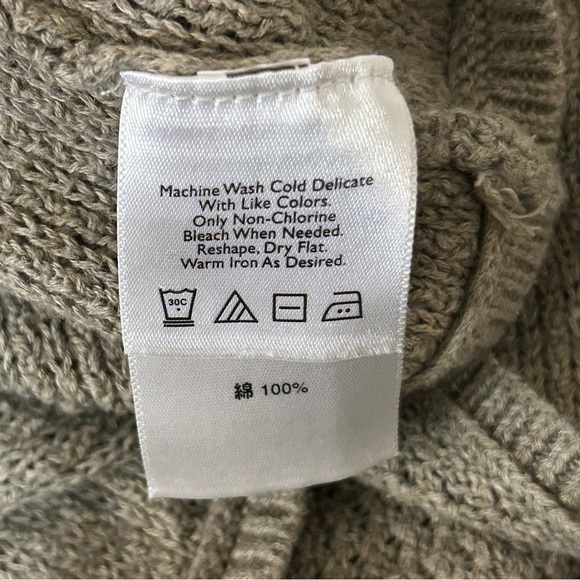 Machine Wash Cold Delicate
With Like Colors.
Only Non-Chlorine
Bleach When Needed.
Reshape, Dry Flat.
Warm Iron As Desired.
30C
綿 100%